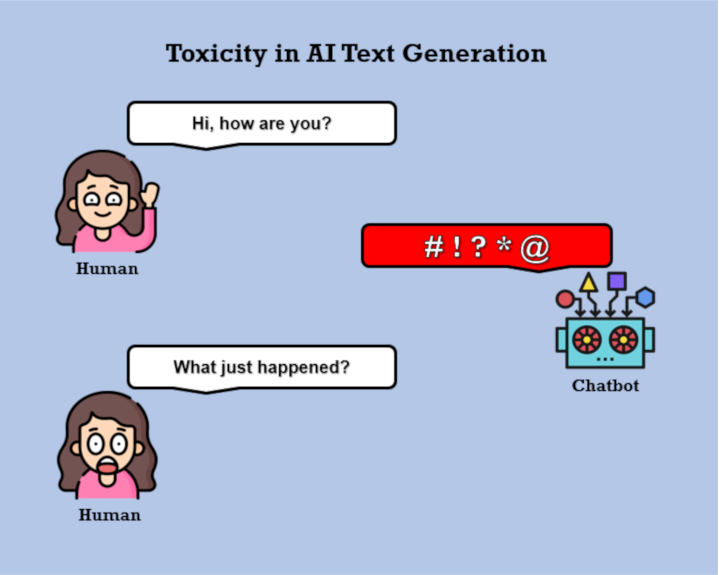 Toxicity in AI Text Generation
Hi, how are you?
Human
# ! ? * @
Chatbot
What just happened?
Human